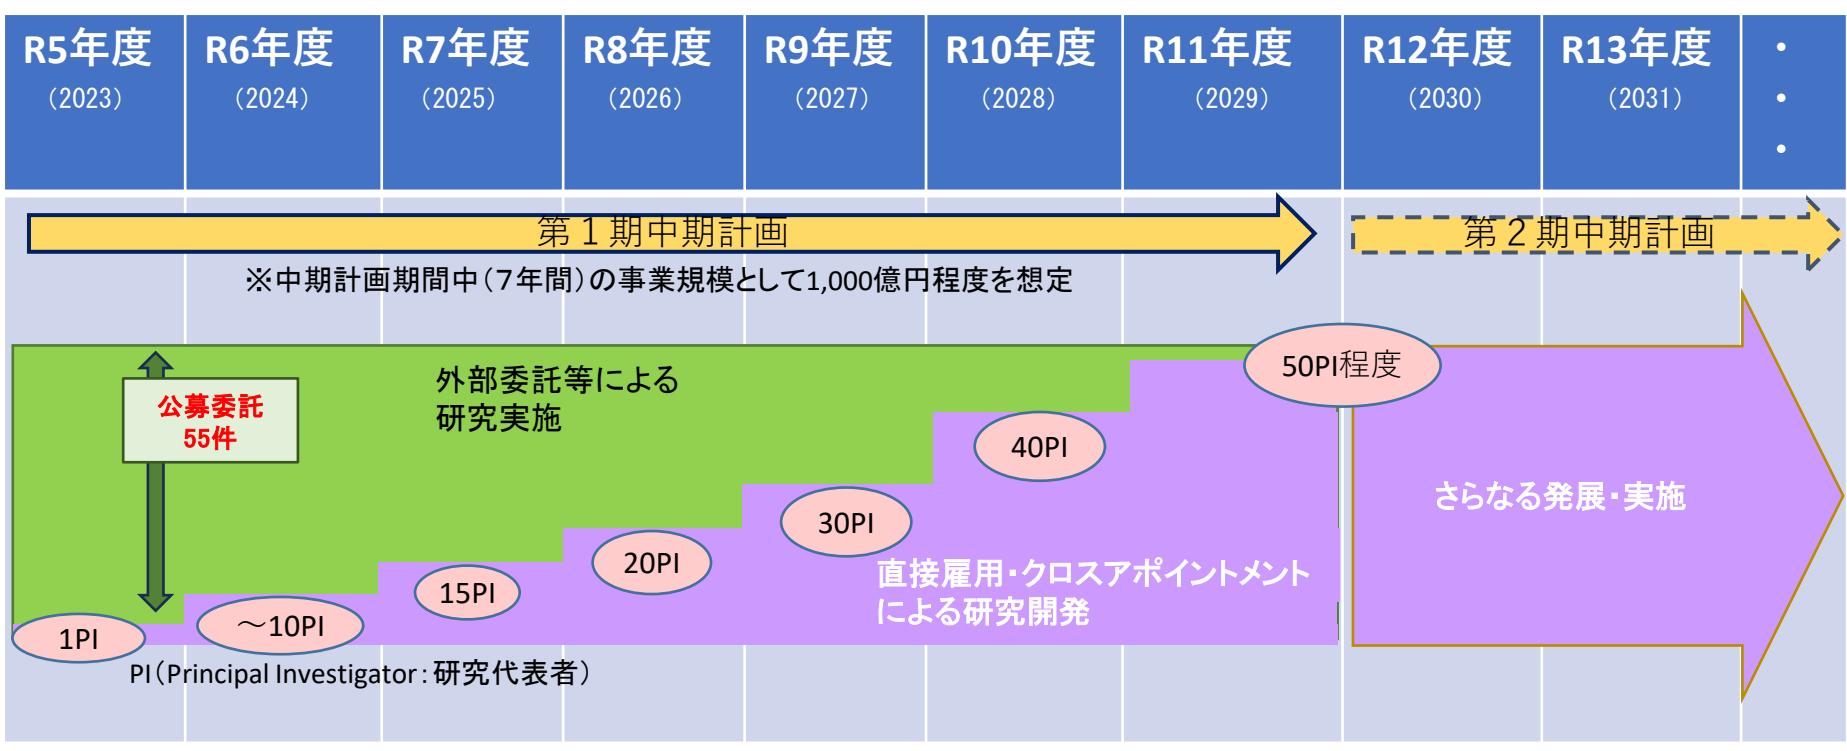 R5年度 R6年度 R7年度 R8年度 R9年度 R10年度 R11年度 R12年度 R13年度 ・
（2023） （2024） （2025） （2026） （2027） （2028） （2029） （2030） （2031） ・
・
第１期中期計画
第２期中期計画
※中期計画期間中（７年間）の事業規模として1,000億円程度を想定
公募委託
55件
外部委託等による
研究実施
1PI
～10PI
15PI
20PI
30PI
40PI
50PI程度
直接雇用・クロスアポイントメント
による研究開発
さらなる発展・実施
PI（Principal Investigator：研究代表者）